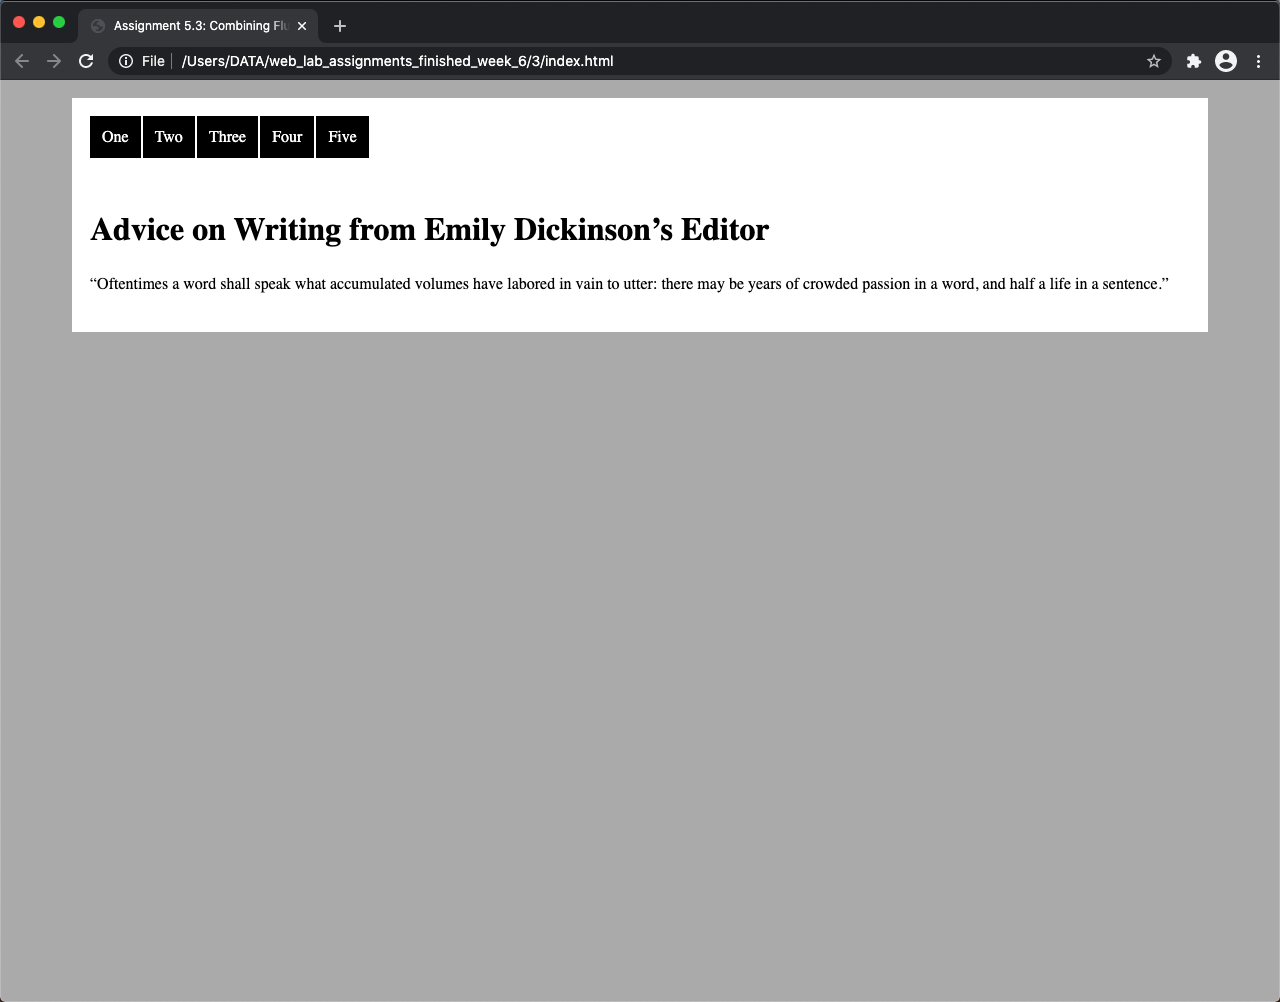 Assignment 5.3: Combining Flu
File
/Users/DATA/web_lab_assignments_finished_week_6/3/index.html
One Two Three Four Five
Advice on Writing from Emily Dickinson’s Editor
“Oftentimes a word shall speak what accumulated volumes have labored in vain to utter: there may be years of crowded passion in a word, and half a life in a sentence.”